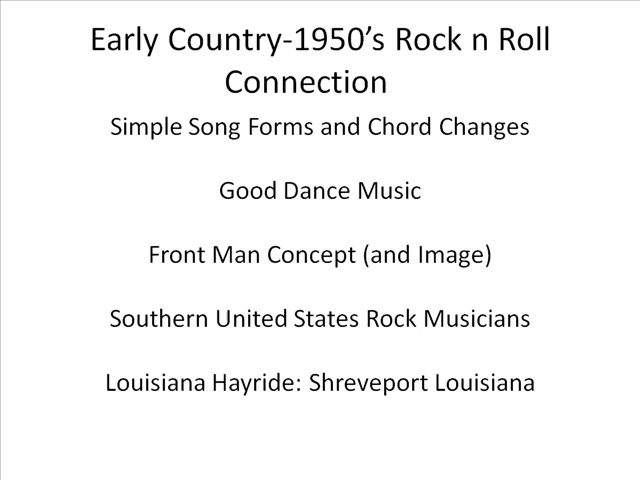 Early Country-1950’s Rock n Roll
Connection
Simple Song Forms and Chord Changes
Good Dance Music
Front Man Concept (and Image)
Southern United States Rock Musicians
Louisiana Hayride: Shreveport Louisiana